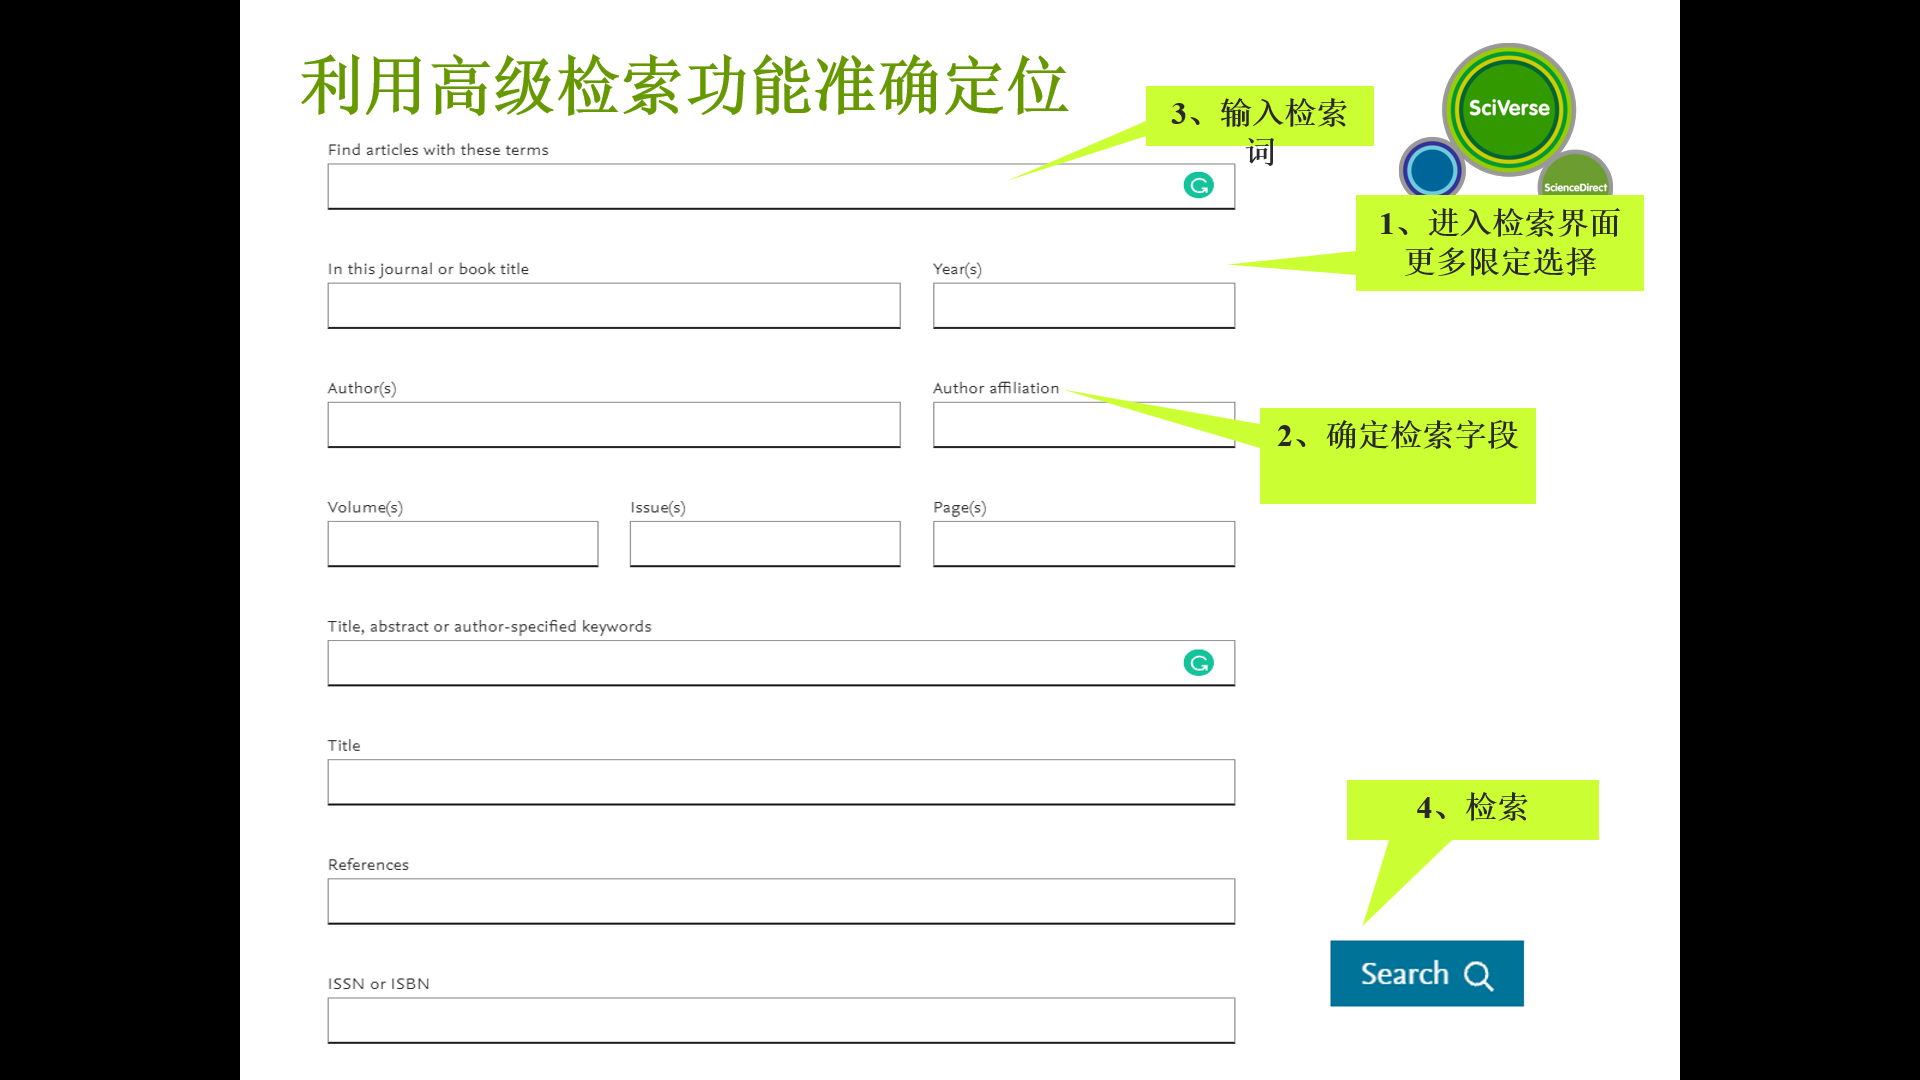 利用高级检索功能准确定位
SciVerse
ScienceDirect
3、输入检索
词
Find articles with these terms
1、进入检索界面
更多限定选择
In this journal or book title
Year(s)
Author(s)
Author affiliation
2、确定检索字段
Volume(s)
Issue(s)
Page(s)
Title, abstract or author-specified keywords
Title
4、检索
References
Search
ISSN or ISBN